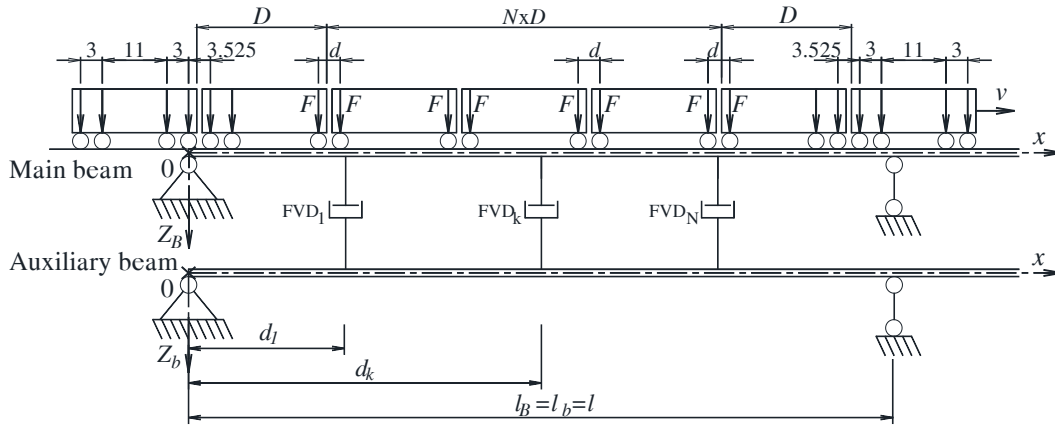 D NxD D
3 11 3 3.525 d d d 3.525 3 11 3
F F F F F F v
Main beam 0 x
FVD1 FVDk FVDN
ZB
Auxiliary beam
0 x
Zb d1
dk
lB=lb=l